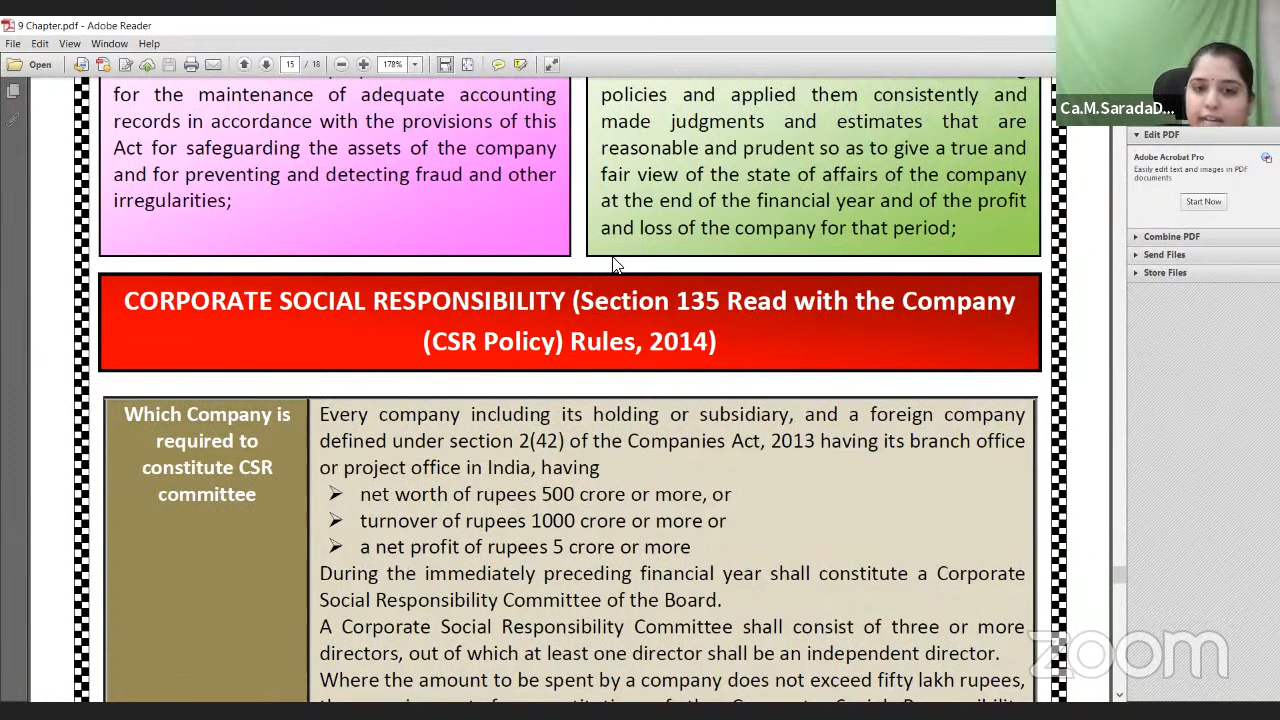 9 Chapter.pdf - Adobe Reader
File Edit View Window Help
Open 15 / 18 178%
for the maintenance of adequate accounting
records in accordance with the provisions of this
Act for safeguarding the assets of the company
and for preventing and detecting fraud and other
irregularities;
policies and applied them consistently and
made judgments and estimates that are
reasonable and prudent so as to give a true and
fair view of the state of affairs of the company
at the end of the financial year and of the profit
and loss of the company for that period;
CORPORATE SOCIAL RESPONSIBILITY (Section 135 Read with the Company
(CSR Policy) Rules, 2014)
Which Company is
required to
constitute CSR
committee
Every company including its holding or subsidiary, and a foreign company
defined under section 2(42) of the Companies Act, 2013 having its branch office
or project office in India, having
net worth of rupees 500 crore or more, or
turnover of rupees 1000 crore or more or
a net profit of rupees 5 crore or more
During the immediately preceding financial year shall constitute a Corporate
Social Responsibility Committee of the Board.
A Corporate Social Responsibility Committee shall consist of three or more
directors, out of which at least one director shall be an independent director.
Where the amount to be spent by a company does not exceed fifty lakh rupees,
Ca.M.SaradaD...
Edit PDF
Adobe Acrobat Pro
Easily edit text and images in PDF
documents
Start Now
Combine PDF
Send Files
Store Files
zoom